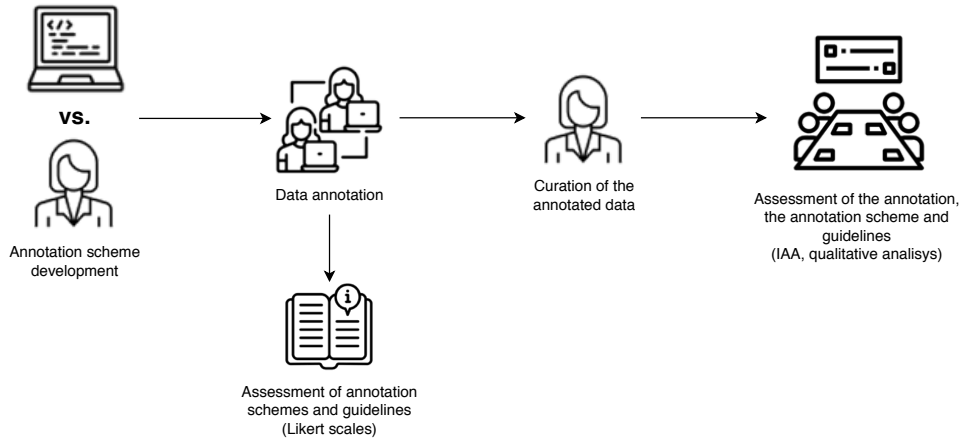 </>
vs.
Annotation scheme
development
Data annotation
Assessment of annotation
schemes and guidelines
(Likert scales)
Curation of the
annotated data
Assessment of the annotation,
the annotation scheme and
guidelines
(IAA, qualitative analisys)
i